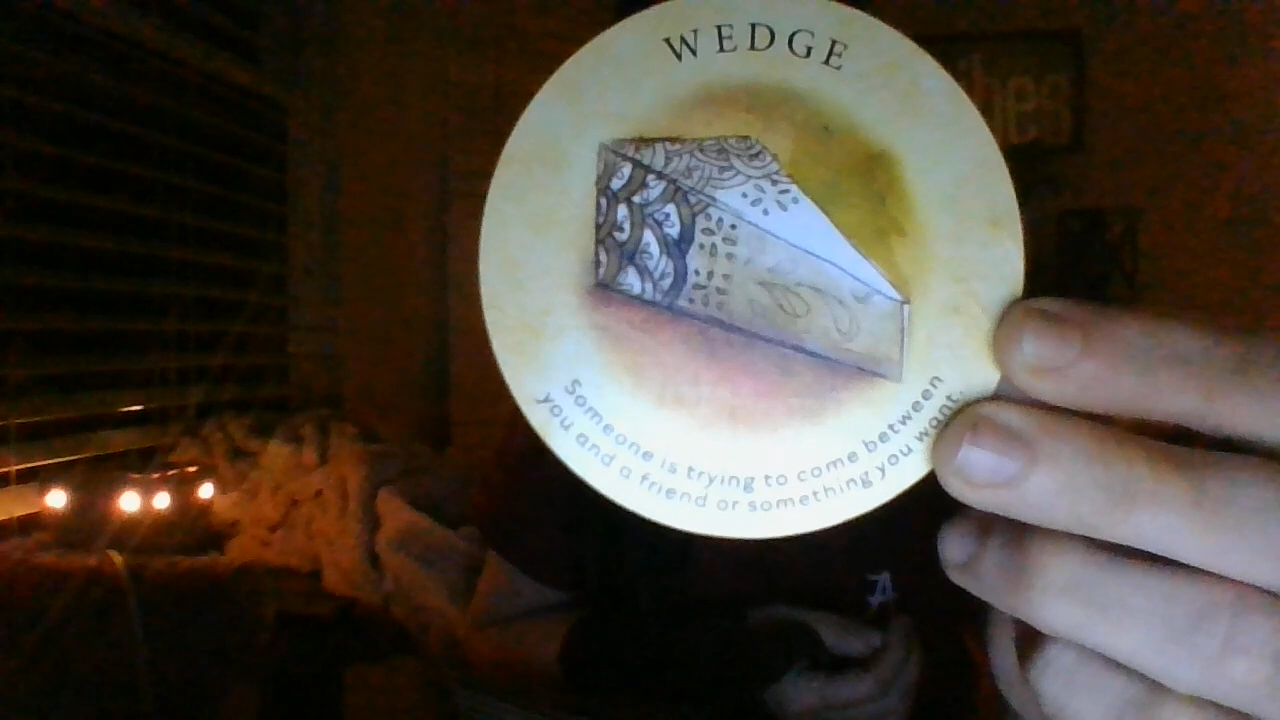 WEDGE
Someone is trying to come between
you and a friend or something you want.
A